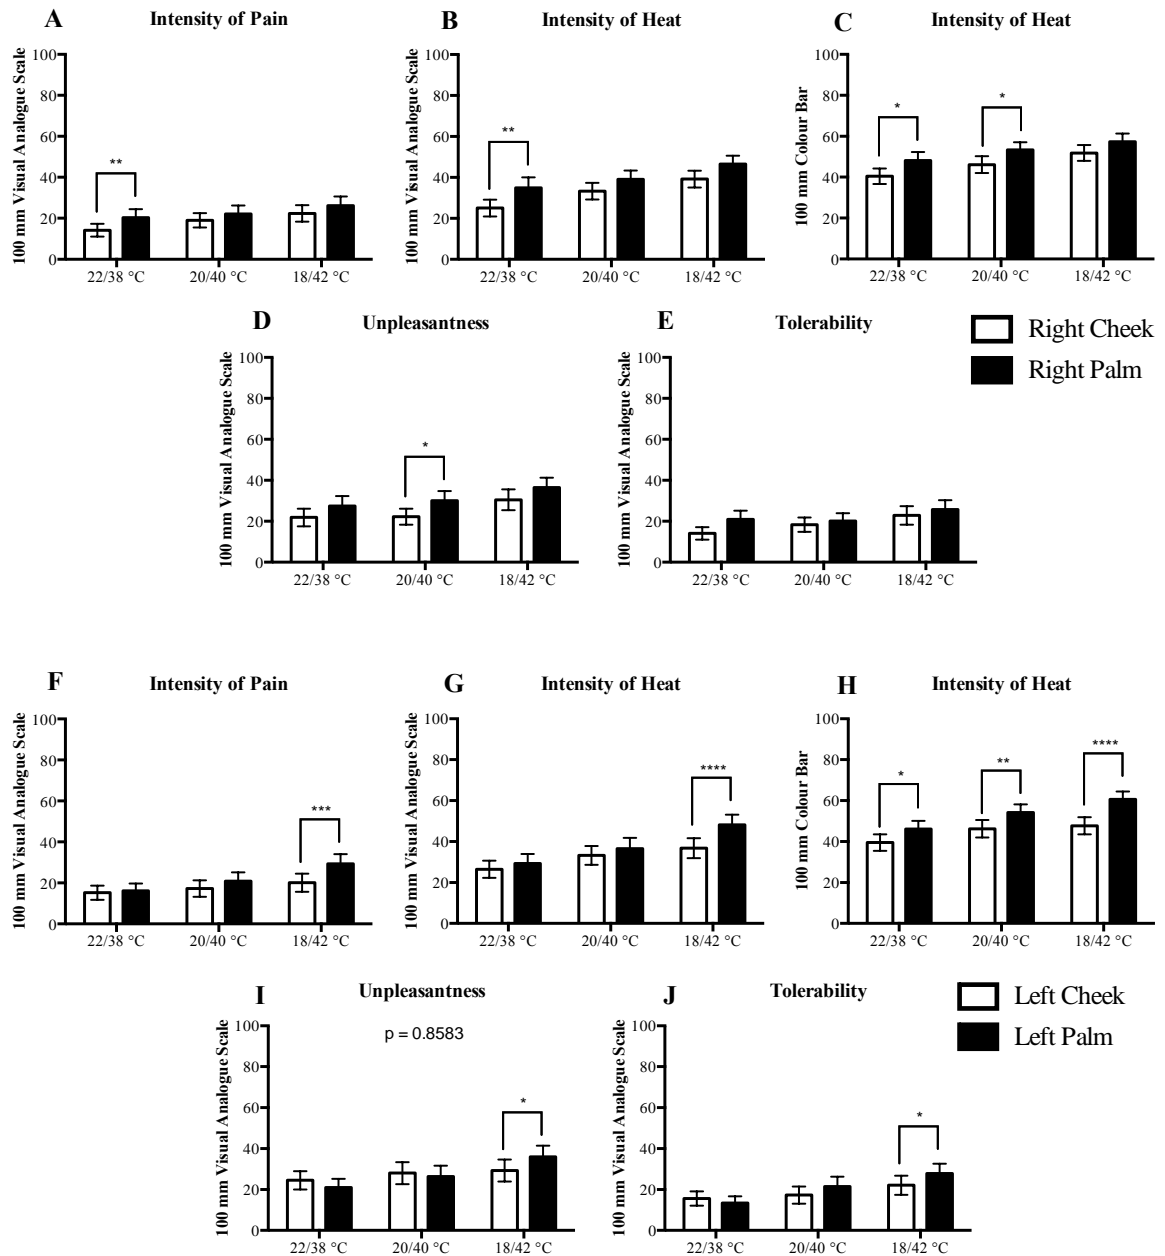 A
Intensity of Pain
100 mm Visual Analogue Scale
100
80
60
40
20
0
**
22/38 °C
20/40 °C
18/42 °C
B
Intensity of Heat
100 mm Visual Analogue Scale
100
80
60
40
20
0
**
22/38 °C
20/40 °C
18/42 °C
C
Intensity of Heat
100 mm Colour Bar
100
80
60
40
20
0
*
*
22/38 °C
20/40 °C
18/42 °C
D
Unpleasantness
100 mm Visual Analogue Scale
100
80
60
40
20
0
*
22/38 °C
20/40 °C
18/42 °C
E
Tolerability
100 mm Visual Analogue Scale
100
80
60
40
20
0
22/38 °C
20/40 °C
18/42 °C
Right Cheek
Right Palm
F
Intensity of Pain
100 mm Visual Analogue Scale
100
80
60
40
20
0
***
22/38 °C
20/40 °C
18/42 °C
G
Intensity of Heat
100 mm Visual Analogue Scale
100
80
60
40
20
0
****
22/38 °C
20/40 °C
18/42 °C
H
Intensity of Heat
100 mm Colour Bar
100
80
60
40
20
0
*
**
****
22/38 °C
20/40 °C
18/42 °C
I
Unpleasantness
p = 0.8583
100 mm Visual Analogue Scale
100
80
60
40
20
0
*
22/38 °C
20/40 °C
18/42 °C
J
Tolerability
100 mm Visual Analogue Scale
100
80
60
40
20
0
*
22/38 °C
20/40 °C
18/42 °C
Left Cheek
Left Palm